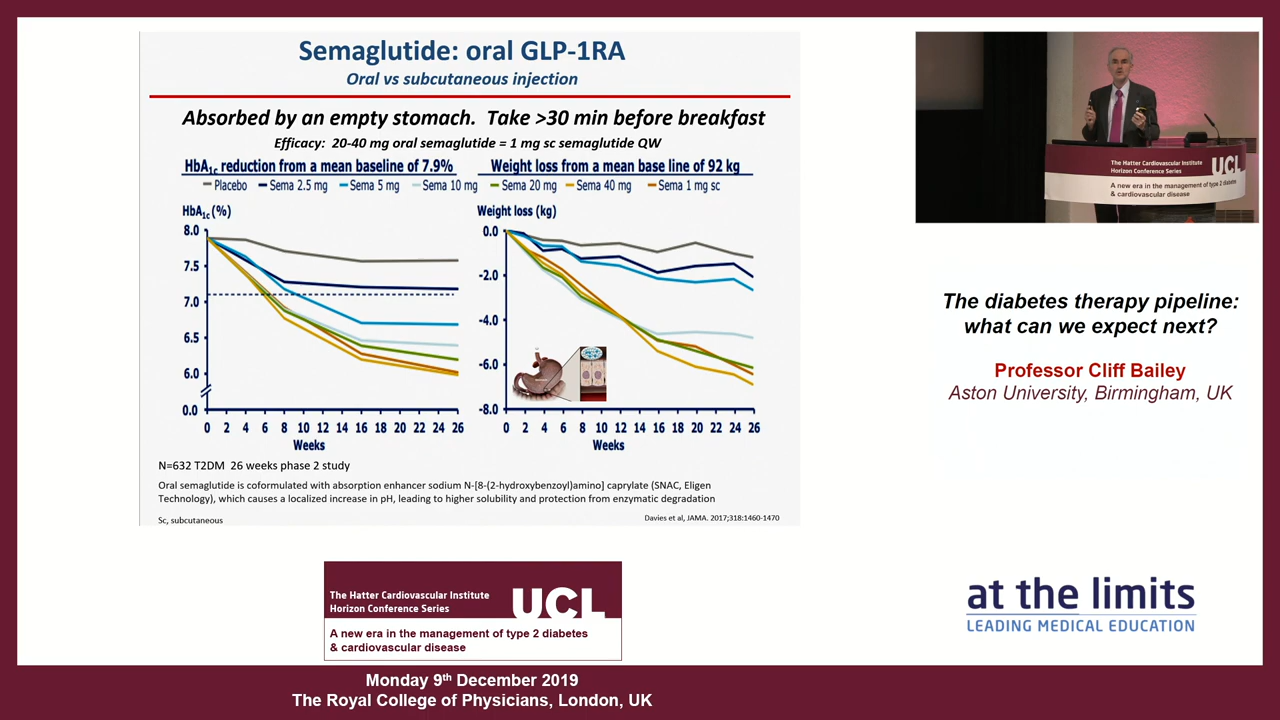 Semaglutide: oral GLP-1RA
Oral vs subcutaneous injection
Absorbed by an empty stomach. Take >30 min before breakfast
Efficacy: 20-40 mg oral semaglutide = 1 mg sc semaglutide QW
HbA1c reduction from a mean baseline of 7.9%
Weight loss from a mean base line of 92 kg
Placebo Sema 2.5 mg Sema 5 mg Sema 10 mg Sema 20 mg Sema 40 mg Sema 1 mg sc
HbA1c (%)
8.0
7.5
7.0
6.5
6.0
0.0
0 2 4 6 8 10 12 14 16 18 20 22 24 26
Weeks
Weight loss (kg)
0.0
-2.0
-4.0
-6.0
-8.0
0 2 4 6 8 10 12 14 16 18 20 22 24 26
Weeks
N=632 T2DM 26 weeks phase 2 study
Oral semaglutide is coformulated with absorption enhancer sodium N-[8-(2-hydroxybenzoyl)amino] caprylate (SNAC, Eligen
Technology), which causes a localized increase in pH, leading to higher solubility and protection from enzymatic degradation
Sc, subcutaneous
Davies et al, JAMA. 2017;318:1460-1470
The Hatter Cardiovascular Institute
Horizon Conference Series
UCL
A new era in the management of type 2 diabetes
& cardiovascular disease
The diabetes therapy pipeline:
what can we expect next?
Professor Cliff Bailey
Aston University, Birmingham, UK
The Hatter Cardiovascular Institute
Horizon Conference Series
UCL
A new era in the management of type 2 diabetes
& cardiovascular disease
at the limits
LEADING MEDICAL EDUCATION
Monday 9th December 2019
The Royal College of Physicians, London, UK